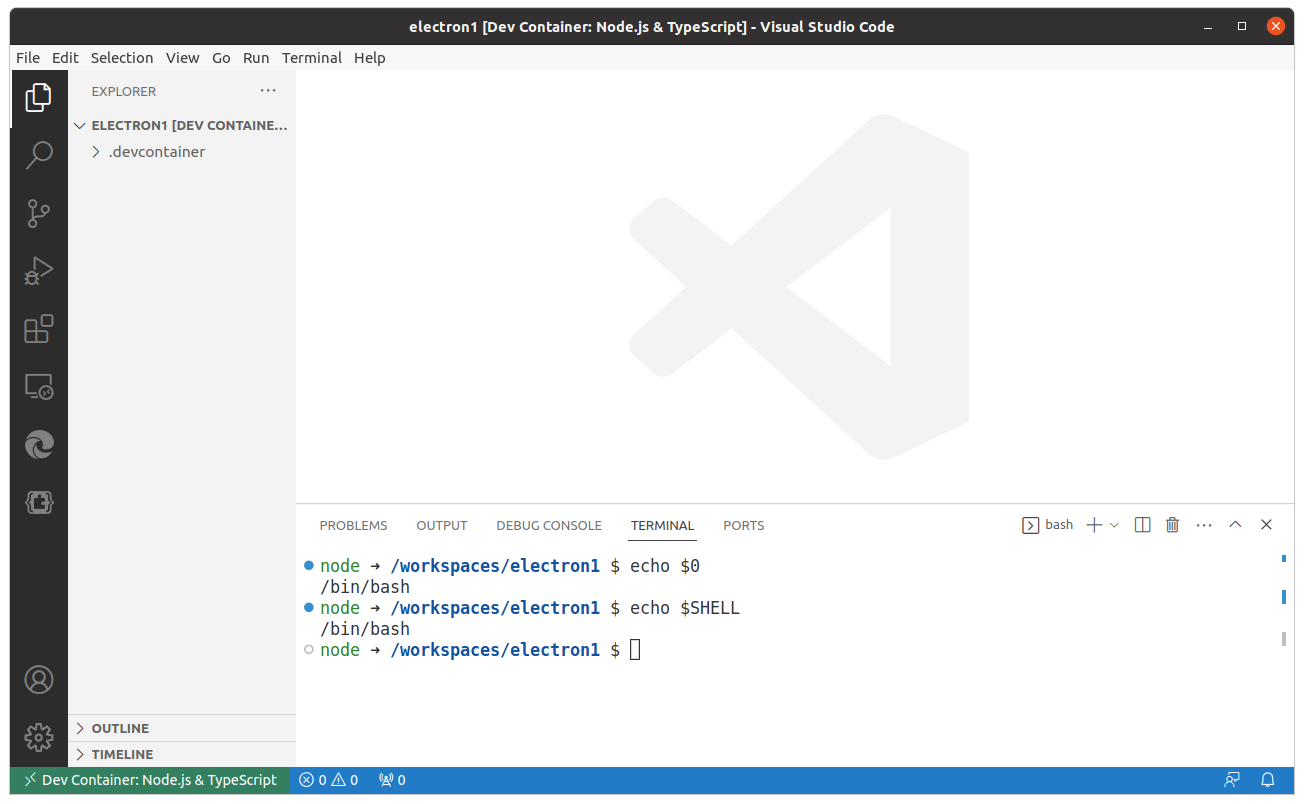 electron1 [Dev Container: Node.js & TypeScript] - Visual Studio Code
File Edit Selection View Go Run Terminal Help
EXPLORER
ELECTRON1 [DEV CONTAINE...
.devcontainer
PROBLEMS OUTPUT DEBUG CONSOLE TERMINAL PORTS bash
node ➜ /workspaces/electron1 $ echo $0
/bin/bash
node ➜ /workspaces/electron1 $ echo $SHELL
/bin/bash
node ➜ /workspaces/electron1 $
OUTLINE
TIMELINE
Dev Container: Node.js & TypeScript 0 0 0